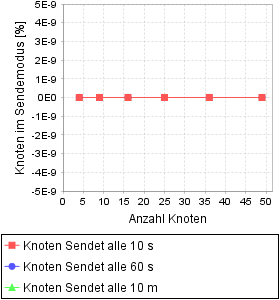 5E-9
4E-9
3E-9
2E-9
1E-9
0E0
-1E-9
-2E-9
-3E-9
-4E-9
-5E-9
Knoten im Sendemodus [%]
0 5 10 15 20 25 30 35 40 45 50
Anzahl Knoten
Knoten Sendet alle 10 s
Knoten Sendet alle 60 s
Knoten Sendet alle 10 m